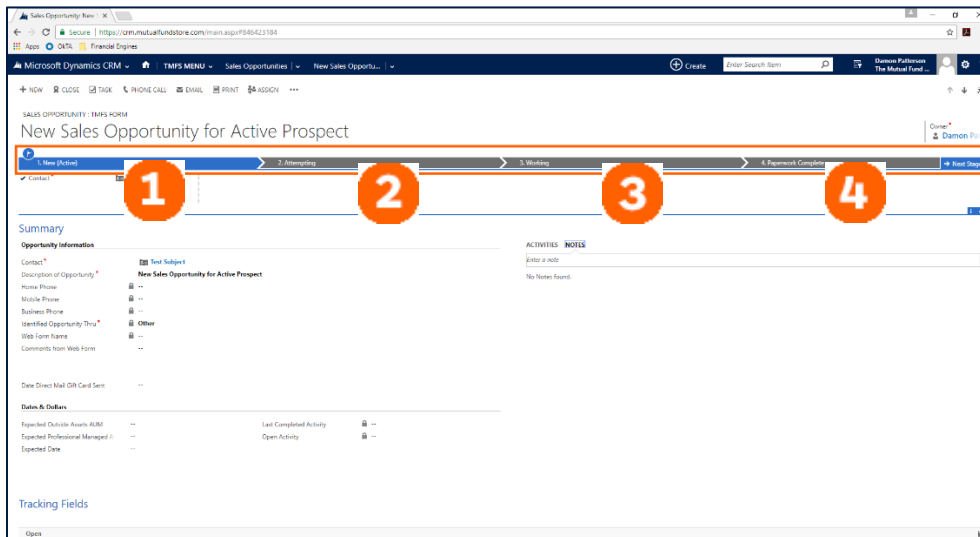 Sales Opportunity: New S
Secure | https://crm.mutualfundstore.com/main.aspx#846423184
Apps OKTA Financial Engines
Microsoft Dynamics CRM TMFS MENU Sales Opportunities New Sales Opportu... Create Enter Search Item Damon Patterson
The Mutual Fund ...
+ NEW CLOSE TASK PHONE CALL EMAIL PRINT ASSIGN ...
SALES OPPORTUNITY : TMFS FORM
New Sales Opportunity for Active Prospect
Owner*
Damon Pa
1. New (Active) 2. Attempting 3. Working 4. Paperwork Complete Next Stage
Contact*
1 2 3 4
Summary
Opportunity Information ACTIVITIES NOTES
Contact* Test Subject Enter a note
Description of Opportunity* New Sales Opportunity for Active Prospect No Notes found.
Home Phone --
Mobile Phone --
Business Phone --
Identified Opportunity Thru* Other
Web Form Name --
Comments from Web Form --
Date Direct Mail Gift Card Sent --
Dates & Dollars
Expected Outside Assets AUM -- Last Completed Activity --
Expected Professional Managed A -- Open Activity --
Expected Date --
Tracking Fields
Open